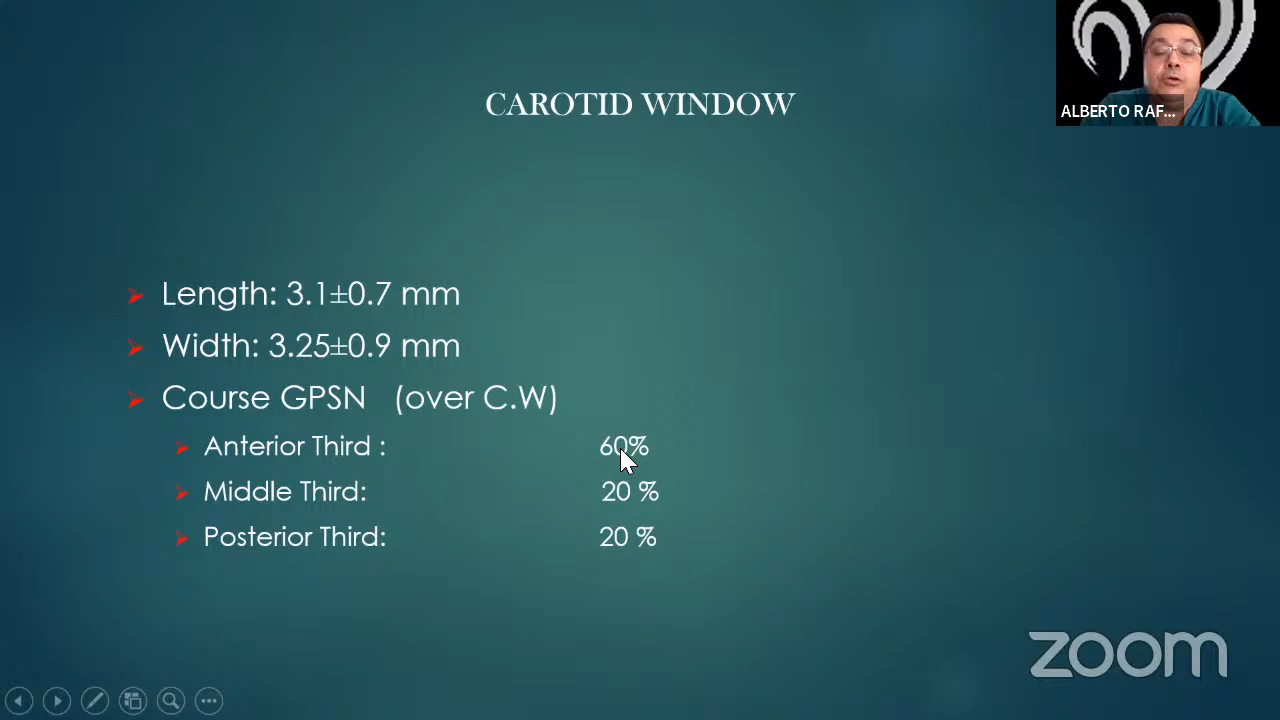 CAROTID WINDOW
ALBERTO RAF...
Length: 3.1±0.7 mm
Width: 3.25±0.9 mm
Course GPSN (over C.W)
Anterior Third : 60%
Middle Third: 20 %
Posterior Third: 20 %
zoom